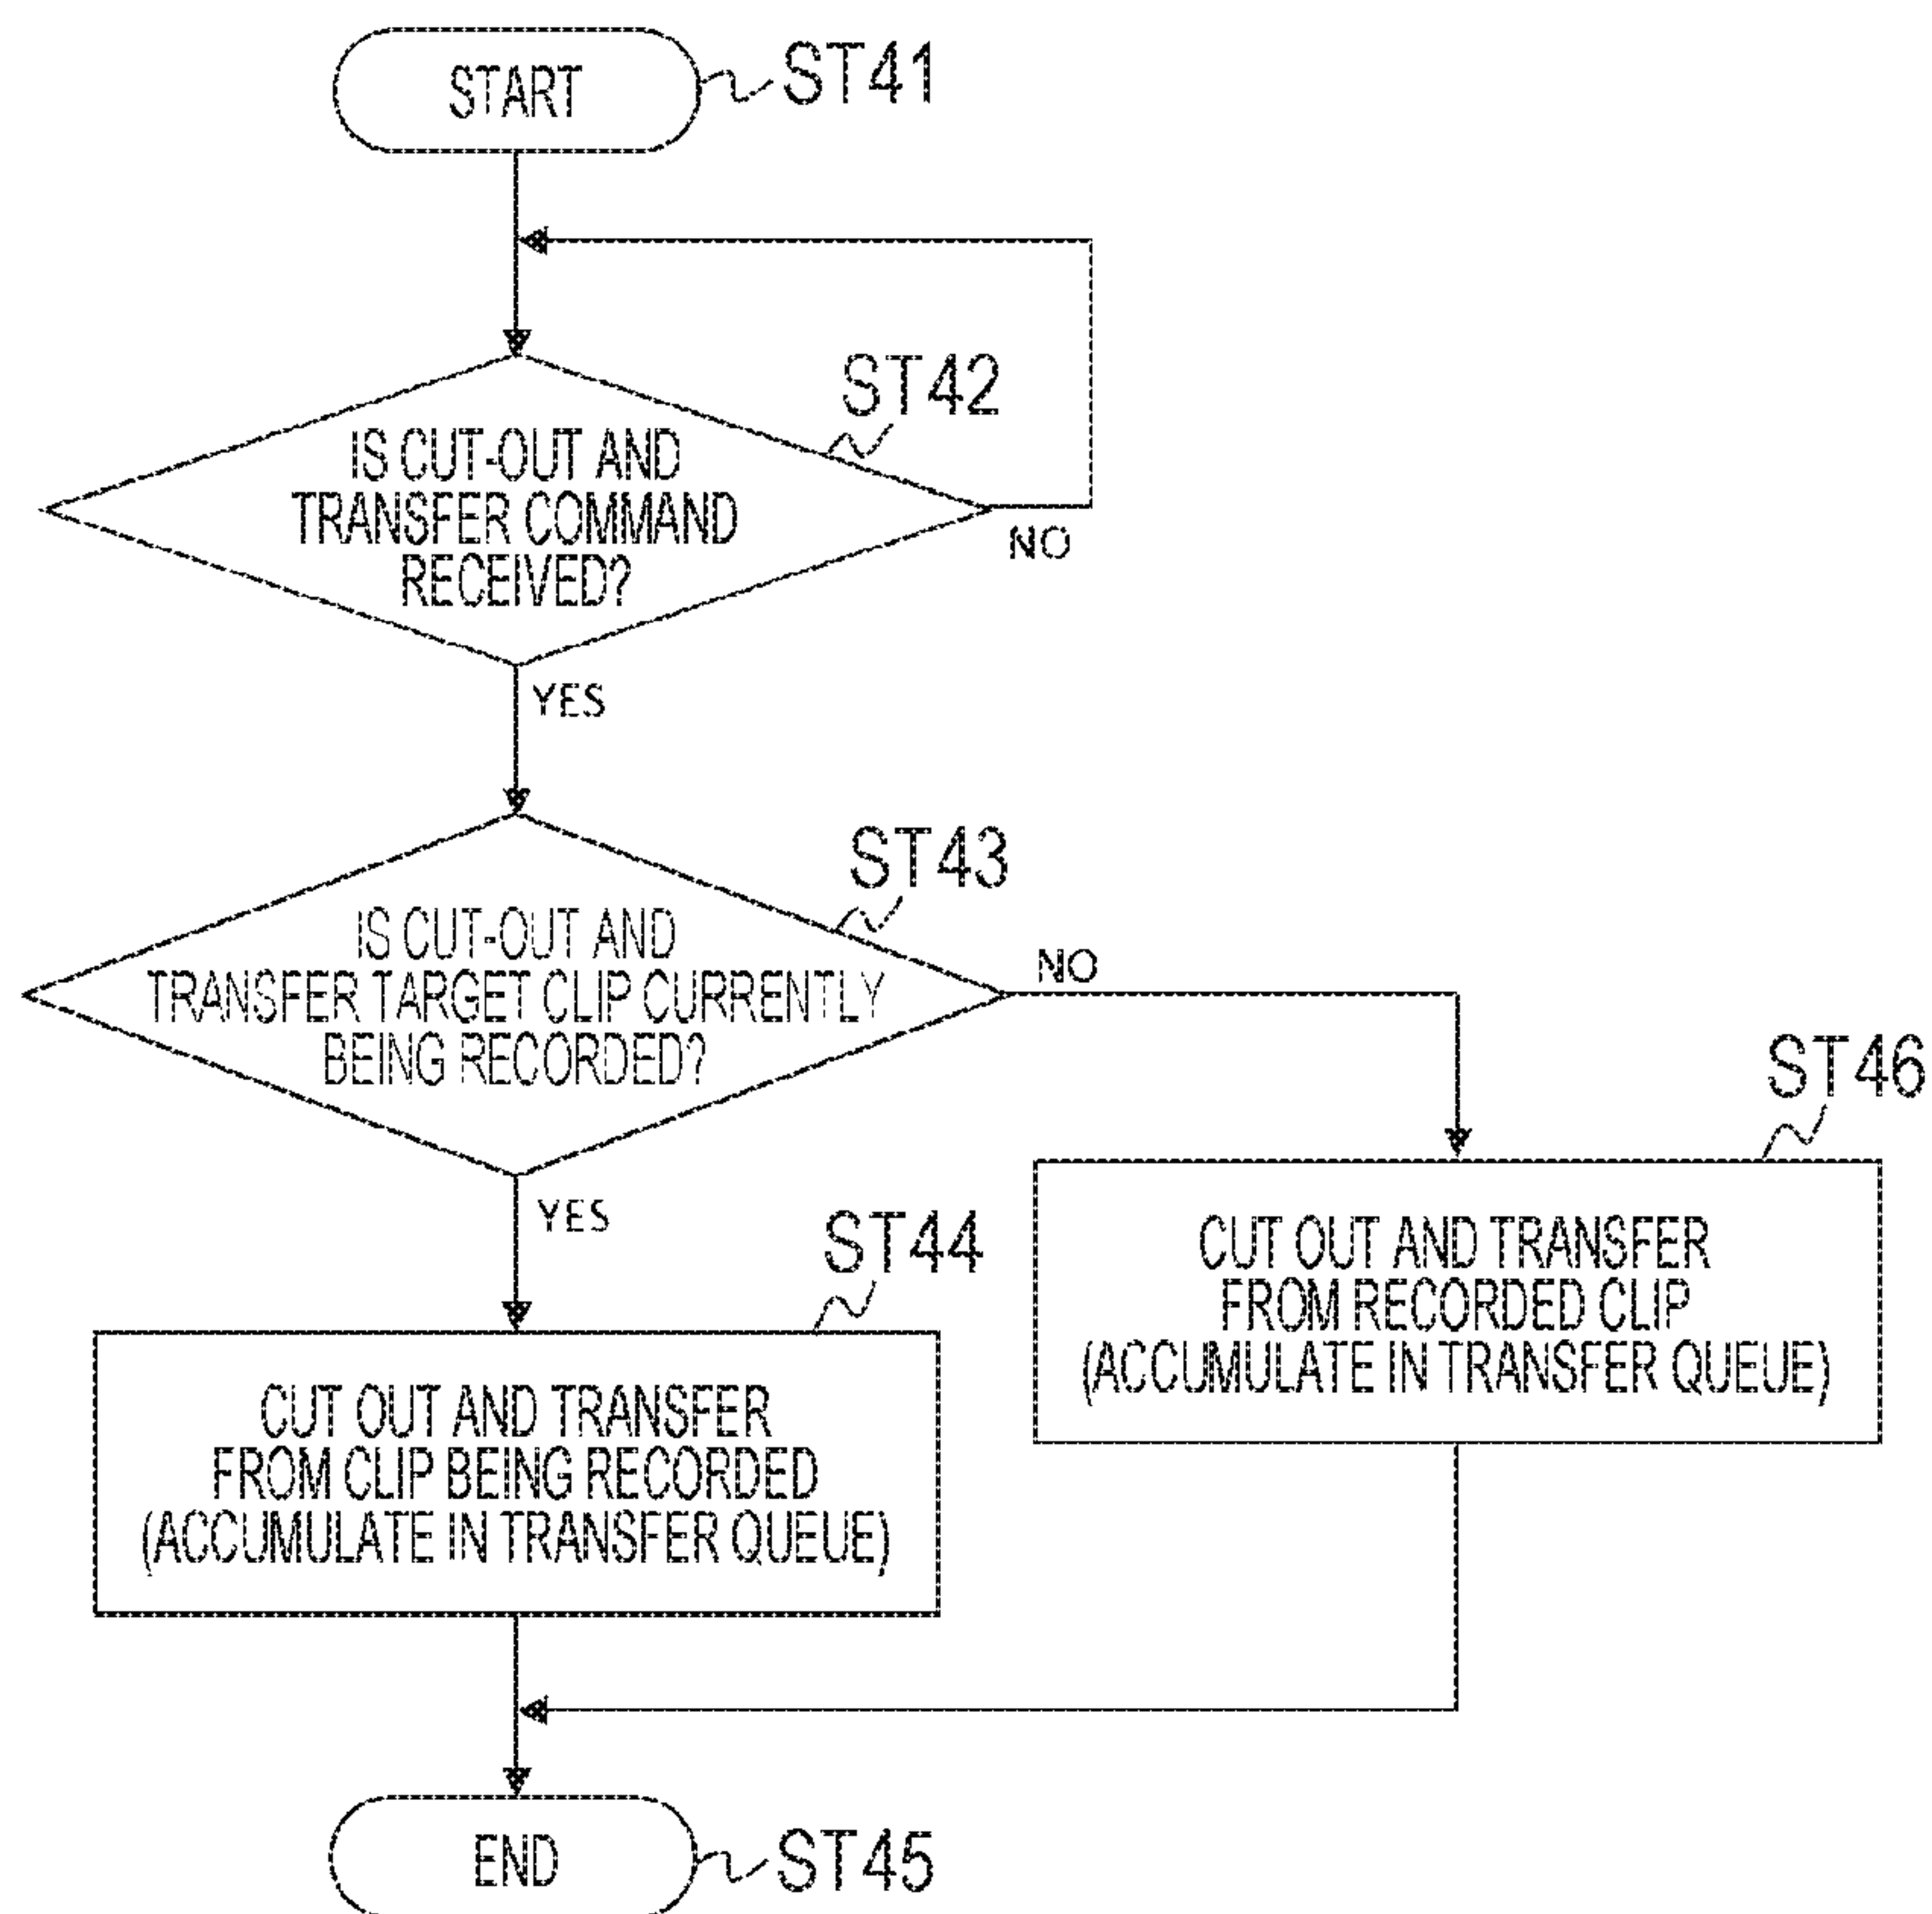 START
ST41
ST42
IS CUT-OUT AND
TRANSFER COMMAND
RECEIVED?
NO
YES
ST43
IS CUT-OUT AND
TRANSFER TARGET CLIP CURRENTLY
BEING RECORDED?
NO
YES
ST46
CUT OUT AND TRANSFER
FROM RECORDED CLIP
(ACCUMULATE IN TRANSFER QUEUE)
ST44
CUT OUT AND TRANSFER
FROM CLIP BEING RECORDED
(ACCUMULATE IN TRANSFER QUEUE)
END
ST45